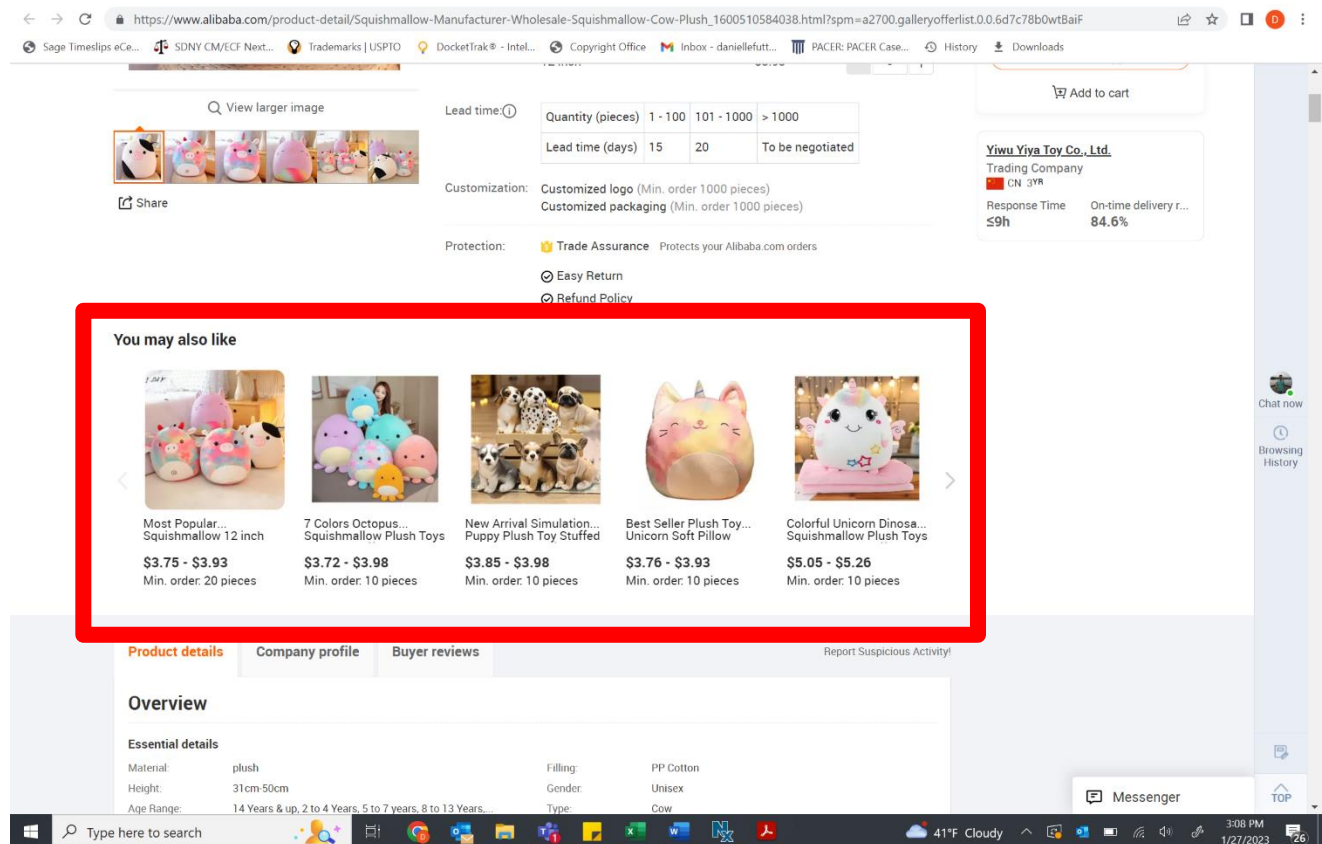 https://www.alibaba.com/product-detail/Squishmallow-Manufacturer-Wholesale-Squishmallow-Cow-Plush_1600510584038.html?spm=a2700.galleryofferlist.0.0.6d7c78b0wtBaiF
D
Sage Timeslips eCe... SDNY CM/ECF Next... Trademarks | USPTO DocketTrak® - Intel... Copyright Office Inbox - daniellefutt... PACER: PACER Case... History Downloads
Add to cart
View larger image
Share
Lead time:
Quantity (pieces) 1 - 100 101 - 1000 > 1000
Lead time (days) 15 20 To be negotiated
Customization: Customized logo (Min. order 1000 pieces)
Customized packaging (Min. order 1000 pieces)
Protection: Trade Assurance Protects your Alibaba.com orders
Easy Return
Refund Policy
Yiwu Yiya Toy Co., Ltd.
Trading Company
CN 3YR
Response Time On-time delivery r...
≤9h 84.6%
You may also like
Most Popular...
Squishmallow 12 inch
$3.75 - $3.93
Min. order: 20 pieces
7 Colors Octopus...
Squishmallow Plush Toys
$3.72 - $3.98
Min. order: 10 pieces
New Arrival Simulation...
Puppy Plush Toy Stuffed
$3.85 - $3.98
Min. order: 10 pieces
Best Seller Plush Toy...
Unicorn Soft Pillow
$3.76 - $3.93
Min. order: 10 pieces
Colorful Unicorn Dinosa...
Squishmallow Plush Toys
$5.05 - $5.26
Min. order: 10 pieces
Chat now
Browsing
History
Product details Company profile Buyer reviews Report Suspicious Activity!
Overview
Essential details
Material: plush Filling: PP Cotton
Height: 31cm-50cm Gender: Unisex
Age Range: 14 Years & up, 2 to 4 Years, 5 to 7 years, 8 to 13 Years,... Type: Cow
Messenger
TOP
Type here to search
41°F Cloudy
3:08 PM
1/27/2023
26